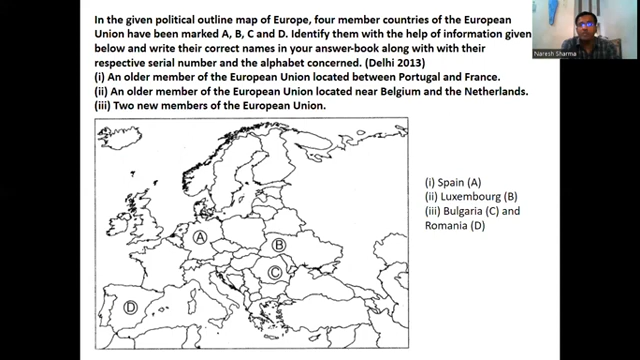 In the given political outline map of Europe, four member countries of the European
Union have been marked A, B, C and D. Identify them with the help of information given
below and write their correct names in your answer-book along with with their
respective serial number and the alphabet concerned. (Delhi 2013)
(i) An older member of the European Union located between Portugal and France.
(ii) An older member of the European Union located near Belgium and the Netherlands.
(iii) Two new members of the European Union.
Naresh Sharma
(i) Spain (A)
(ii) Luxembourg (B)
(iii) Bulgaria (C) and
Romania (D)
A
B
C
D